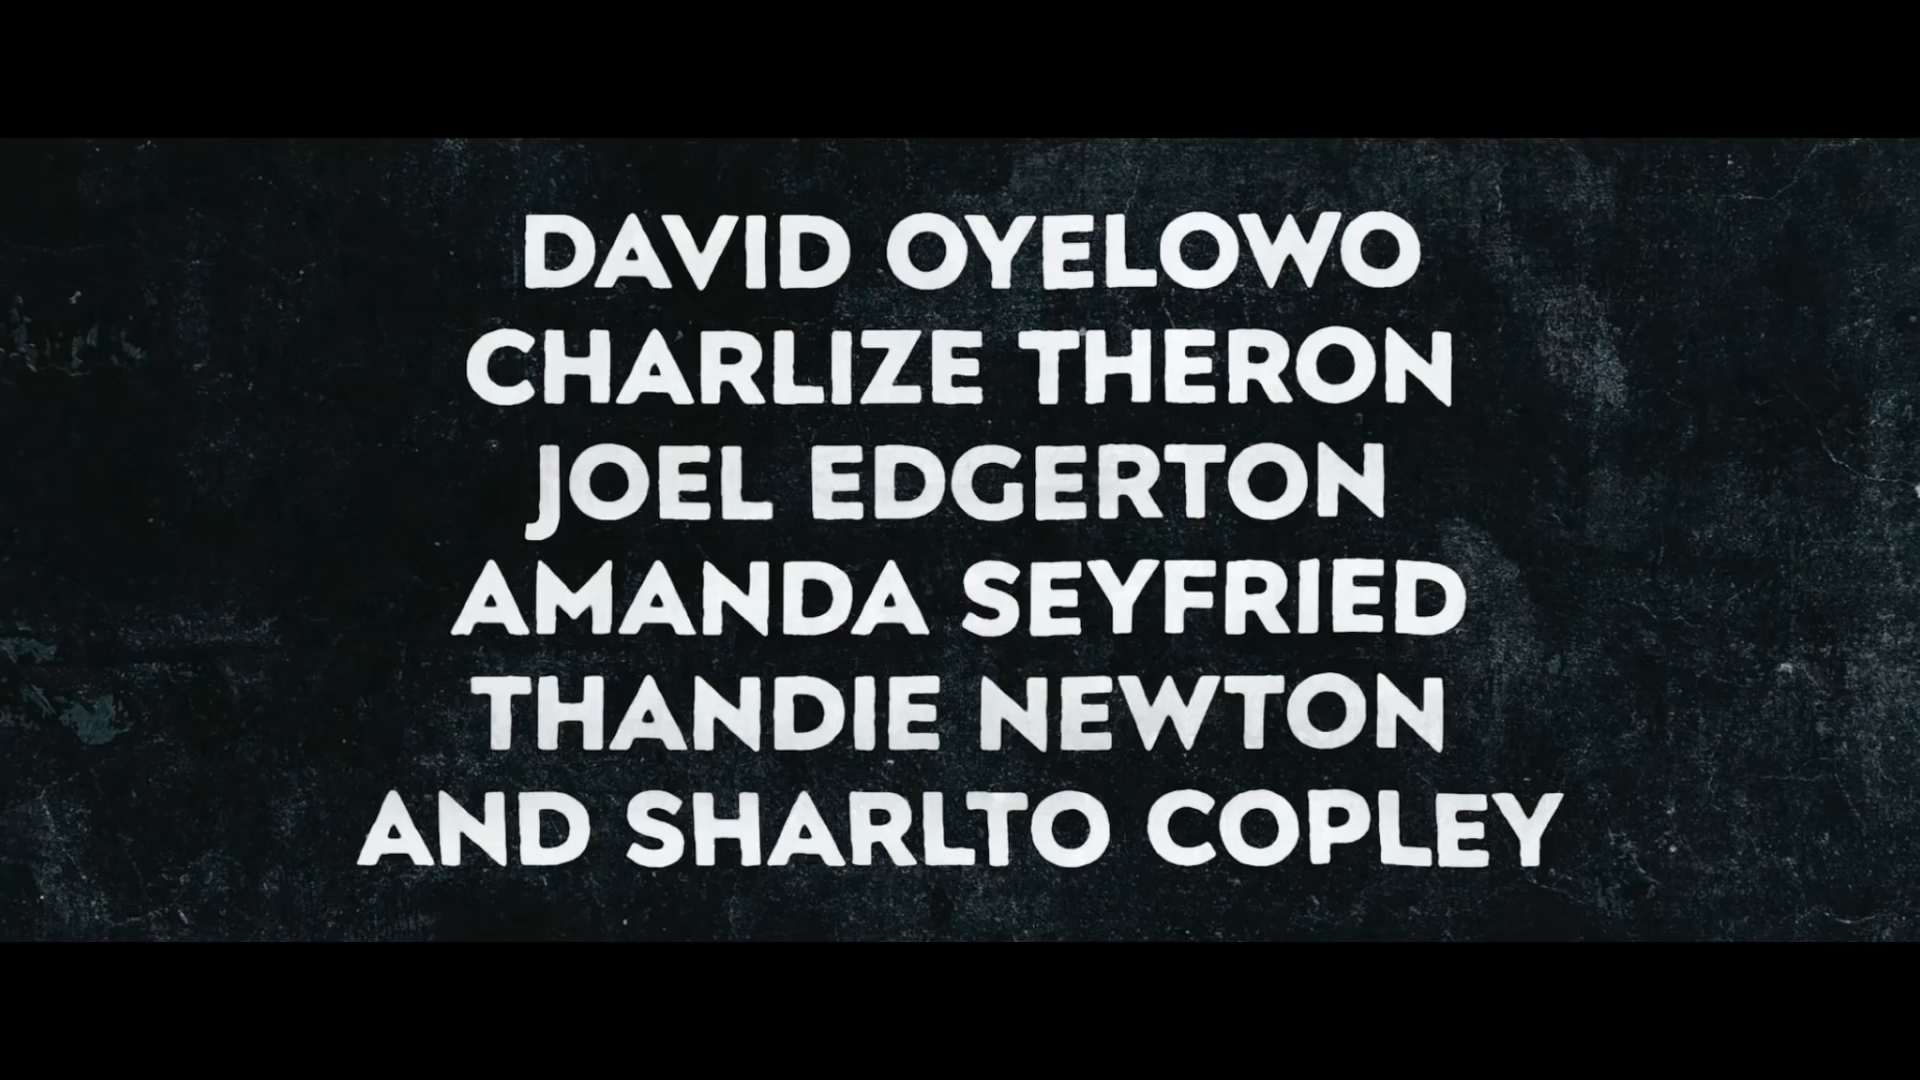 DAVID OYELOWO
CHARLIZE THERON
JOEL EDGERTON
AMANDA SEYFRIED
THANDIE NEWTON
AND SHARLTO COPLEY